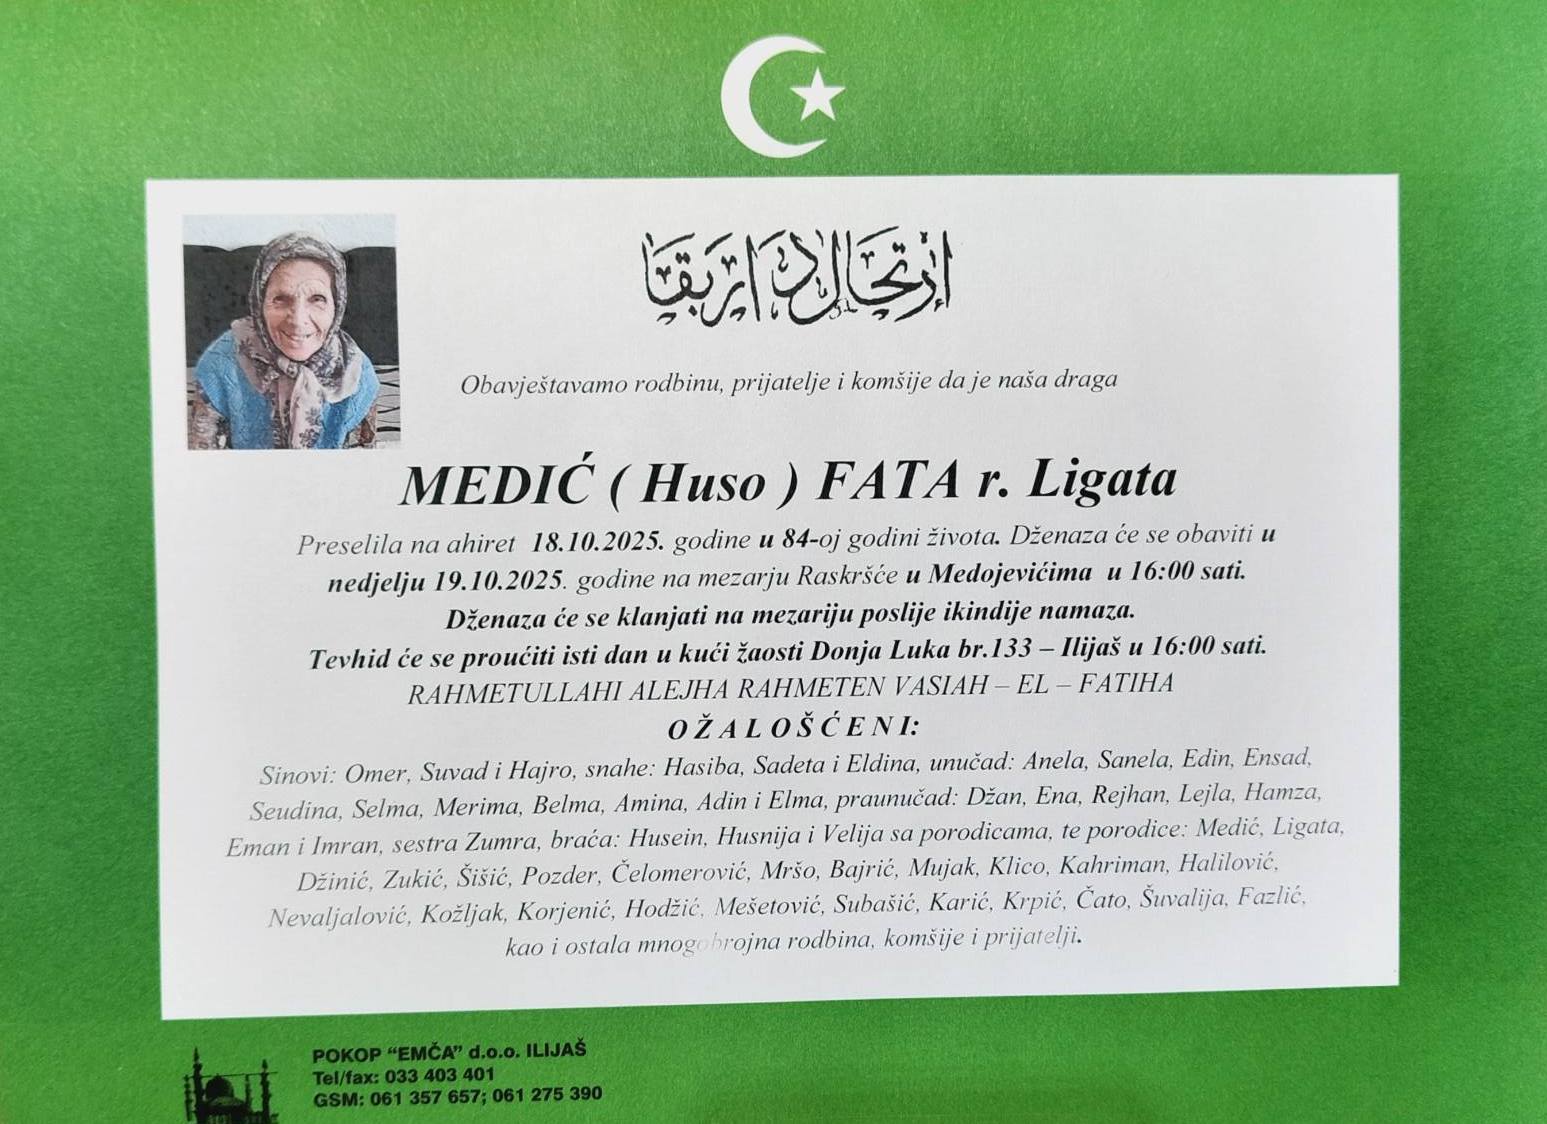 ارتحال دار بقا
Obavještavamo rodbinu, prijatelje i komšije da je naša draga
MEDIĆ ( Huso ) FATA r. Ligata
Preselila na ahiret 18.10.2025. godine u 84-oj godini života. Dženaza će se obaviti u
nedjelju 19.10.2025. godine na mezarju Raskršće u Medojevićima u 16:00 sati.
Dženaza će se klanjati na mezariju poslije ikindije namaza.
Tevhid će se proućiti isti dan u kući žaosti Donja Luka br.133 – Ilijaš u 16:00 sati.
RAHMETULLAHI ALEJHA RAHMETEN VASIAH – EL – FATIHA
O Ž A L O Š Ć E N I:
Sinovi: Omer, Suvad i Hajro, snahe: Hasiba, Sadeta i Eldina, unučad: Anela, Sanela, Edin, Ensad,
Seudina, Selma, Merima, Belma, Amina, Adin i Elma, praunučad: Džan, Ena, Rejhan, Lejla, Hamza,
Eman i Imran, sestra Zumra, braća: Husein, Husnija i Velija sa porodicama, te porodice: Medić, Ligata,
Džinić, Zukić, Šišić, Pozder, Čelomerović, Mršo, Bajrić, Mujak, Klico, Kahriman, Halilović,
Nevaljalović, Kožljak, Korjenić, Hodžić, Mešetović, Subašić, Karić, Krpić, Čato, Šuvalija, Fazlić,
kao i ostala mnogobrojna rodbina, komšije i prijatelji.
POKOP “EMČA” d.o.o. ILIJAŠ
Tel/fax: 033 403 401
GSM: 061 357 657; 061 275 390